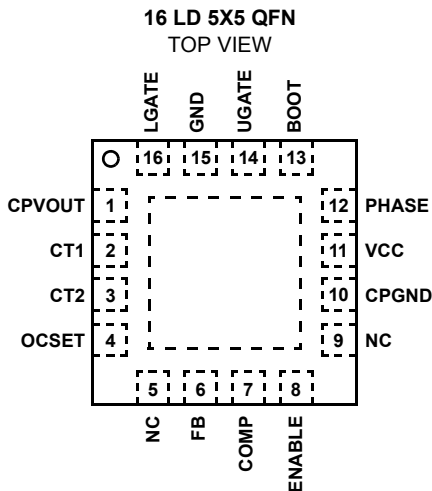 16 LD 5X5 QFN
TOP VIEW
LGATE
GND
UGATE
BOOT
16
15
14
13
CPVOUT 1
12 PHASE
CT1 2
11 VCC
CT2 3
10 CPGND
OCSET 4
9 NC
5
6
7
8
NC
FB
COMP
ENABLE